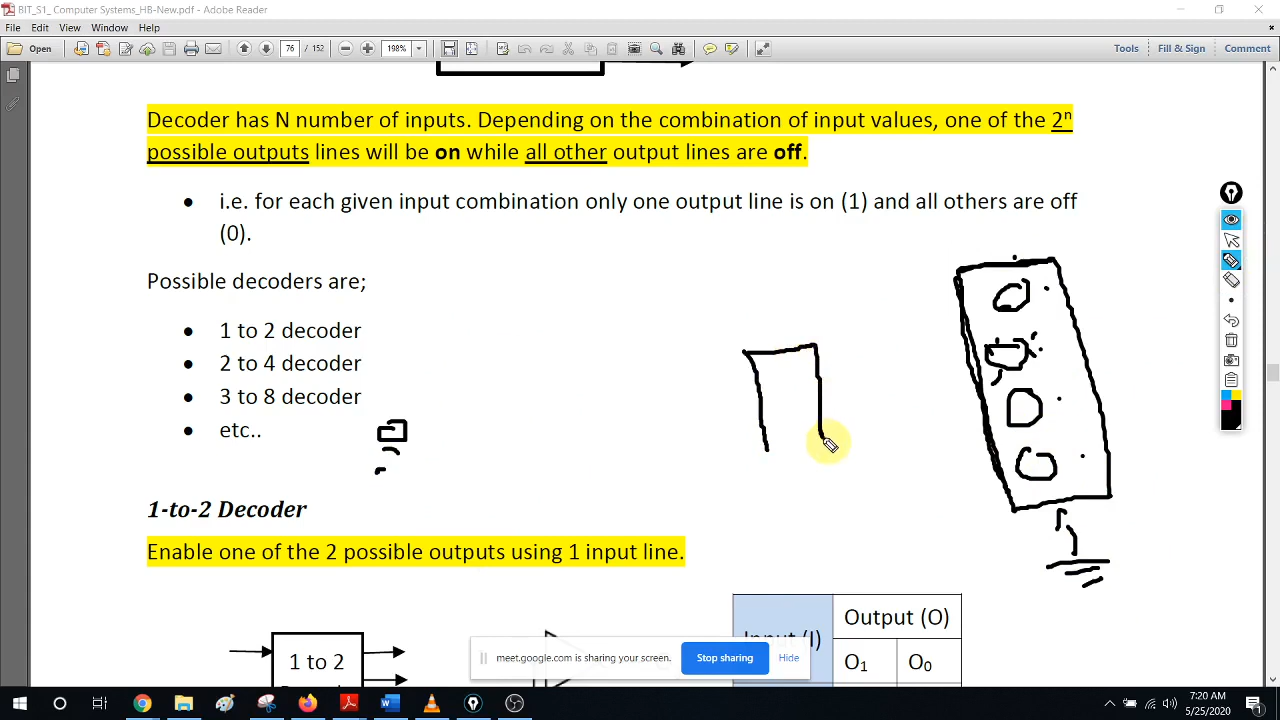 BIT_S1_ Computer Systems_HB-New.pdf - Adobe Reader
File Edit View Window Help
Open 76 / 152 198% Tools Fill & Sign Comment
Decoder has N number of inputs. Depending on the combination of input values, one of the 2ⁿ
possible outputs lines will be on while all other output lines are off.
• i.e. for each given input combination only one output line is on (1) and all others are off
(0).
Possible decoders are;
• 1 to 2 decoder
• 2 to 4 decoder
• 3 to 8 decoder
• etc..
1-to-2 Decoder
Enable one of the 2 possible outputs using 1 input line.
Output (O)
Input (I)
1 to 2
O₁ O₀
meet.google.com is sharing your screen. Stop sharing Hide
7:20 AM
5/25/2020